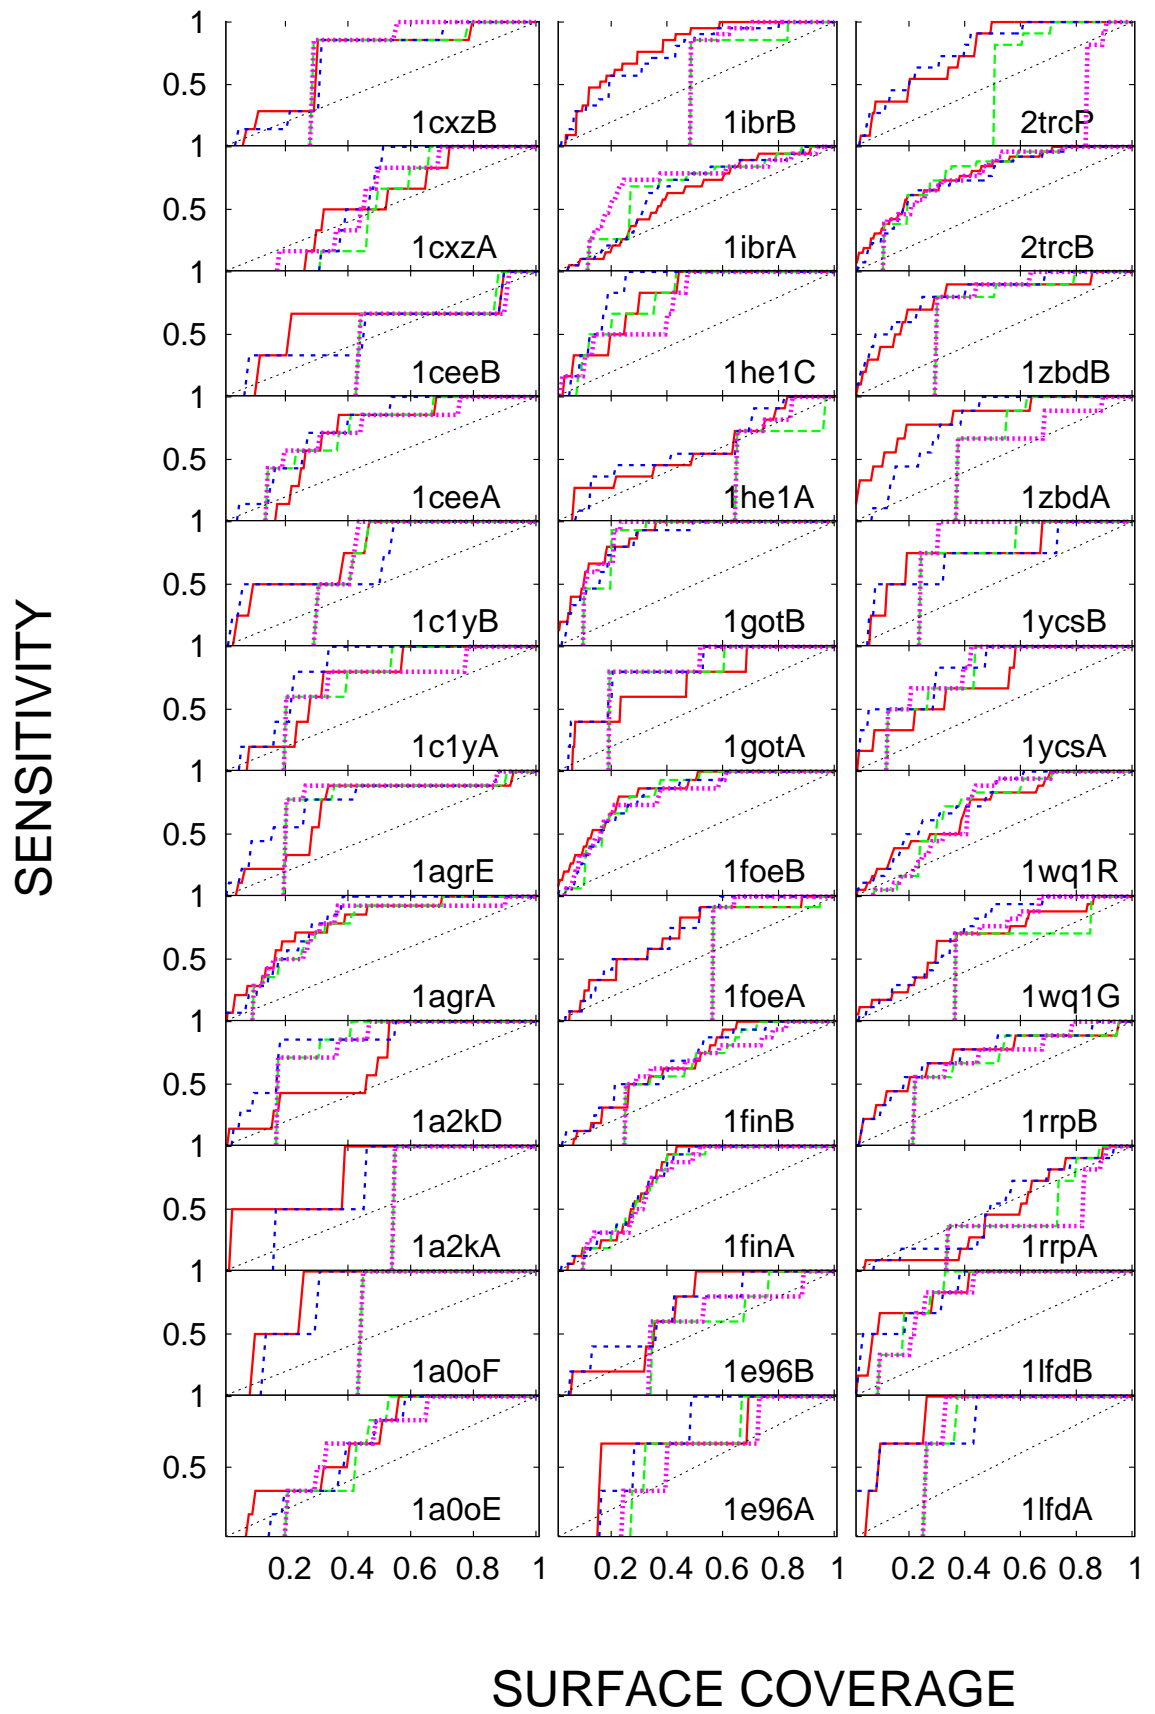 SENSITIVITY
1
0.5
1cxzB 1ibrB 2trcP
1
0.5
1cxzA 1ibrA 2trcB
1
0.5
1ceeB 1he1C 1zbdB
1
0.5
1ceeA 1he1A 1zbdA
1
0.5
1c1yB 1gotB 1ycsB
1
0.5
1c1yA 1gotA 1ycsA
1
0.5
1agrE 1foeB 1wq1R
1
0.5
1agrA 1foeA 1wq1G
1
0.5
1a2kD 1finB 1rrpB
1
0.5
1a2kA 1finA 1rrpA
1
0.5
1a0oF 1e96B 1lfdB
1
0.5
1a0oE 1e96A 1lfdA
0.2 0.4 0.6 0.8 1 0.2 0.4 0.6 0.8 1 0.2 0.4 0.6 0.8 1
SURFACE COVERAGE